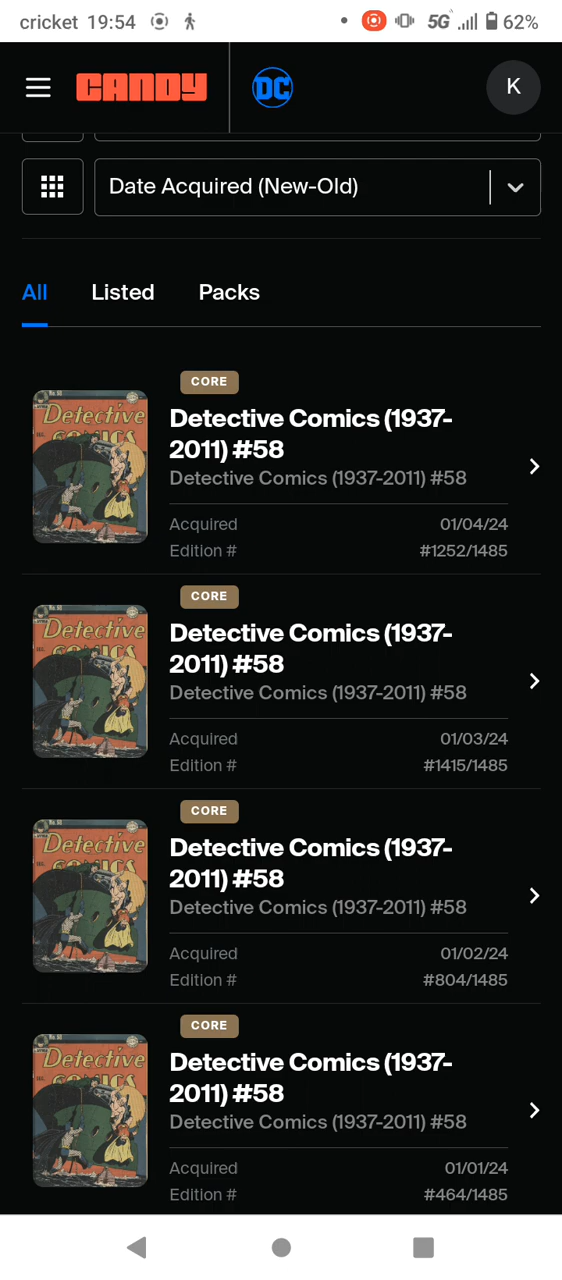 cricket 19:54 5G 62%
CANDY DC K
Date Acquired (New-Old)
All Listed Packs
CORE
Detective Comics (1937-
2011) #58
Detective Comics (1937-2011) #58
Acquired 01/04/24
Edition # #1252/1485
Detective
COMICS
CORE
Detective Comics (1937-
2011) #58
Detective Comics (1937-2011) #58
Acquired 01/03/24
Edition # #1415/1485
Detective
COMICS
CORE
Detective Comics (1937-
2011) #58
Detective Comics (1937-2011) #58
Acquired 01/02/24
Edition # #804/1485
Detective
COMICS
CORE
Detective Comics (1937-
2011) #58
Detective Comics (1937-2011) #58
Acquired 01/01/24
Edition # #464/1485
Detective
COMICS